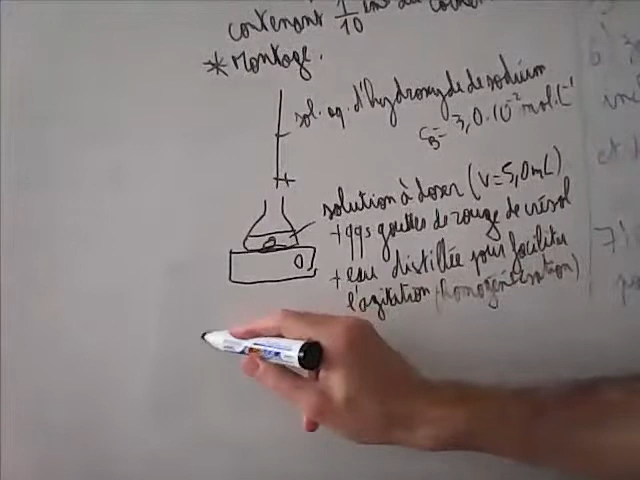 contenant 1/10
* Montage.
sol. aq. d'hydroxyde de sodium
C_B = 3,0.10⁻² mol.L⁻¹
solution à doser (V=5,0mL)
+ qqs gouttes de rouge de crésol
+ eau distillée pour faciliter
l'agitation (homogénéisation)